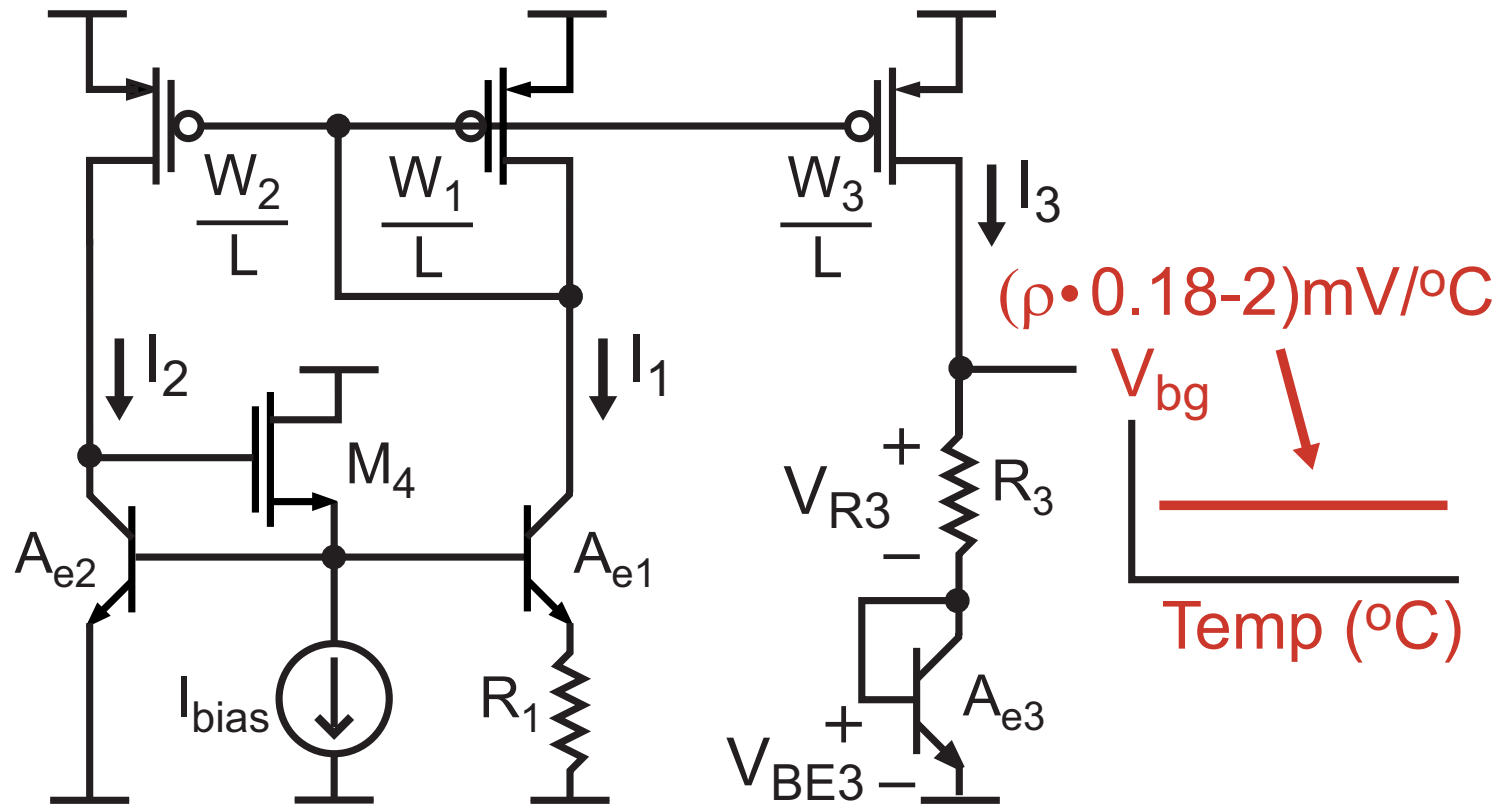 W2/L
W1/L
W3/L
I3
(ρ•0.18-2)mV/ºC
I2
I1
Vbg
M4
+
VR3
R3
–
Ae2
Ae1
Temp (ºC)
Ibias
R1
Ae3
+
VBE3
–